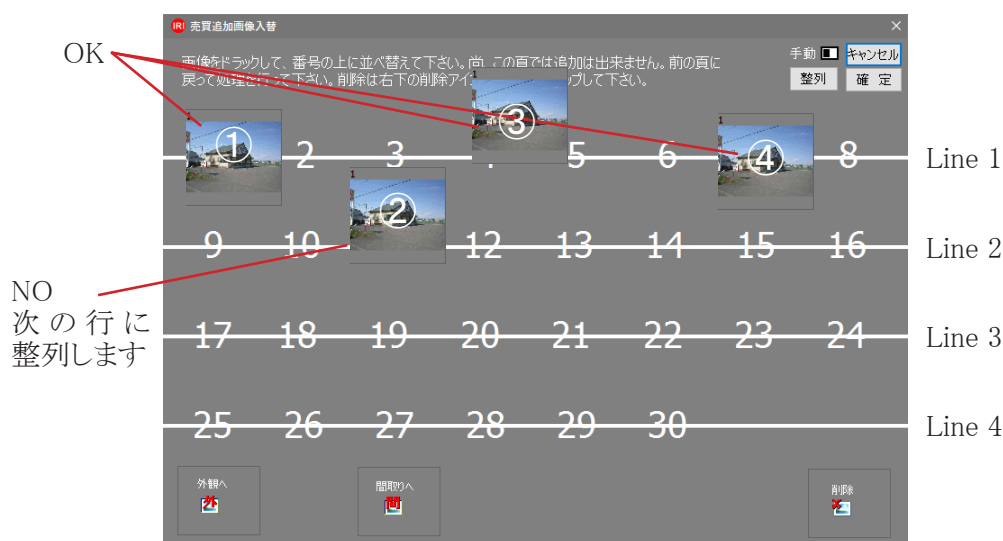 IRI 売買追加画像入替
OK
画像をドラッグして、番号の上に並べ替えて下さい。尚、この頁では追加は出来ません。前の頁に
戻って処理を行って下さい。削除は右下の削除アイ プして下さい。
手動 キャンセル
整列 確定
1 1 1
① 2 3 ③ 5 6 ④ 8 Line 1
1
②
9 10 12 13 14 15 16 Line 2
NO
次の行に
整列します
17 18 19 20 21 22 23 24 Line 3
25 26 27 28 29 30 Line 4
外観へ 間取りへ 削除
外 間